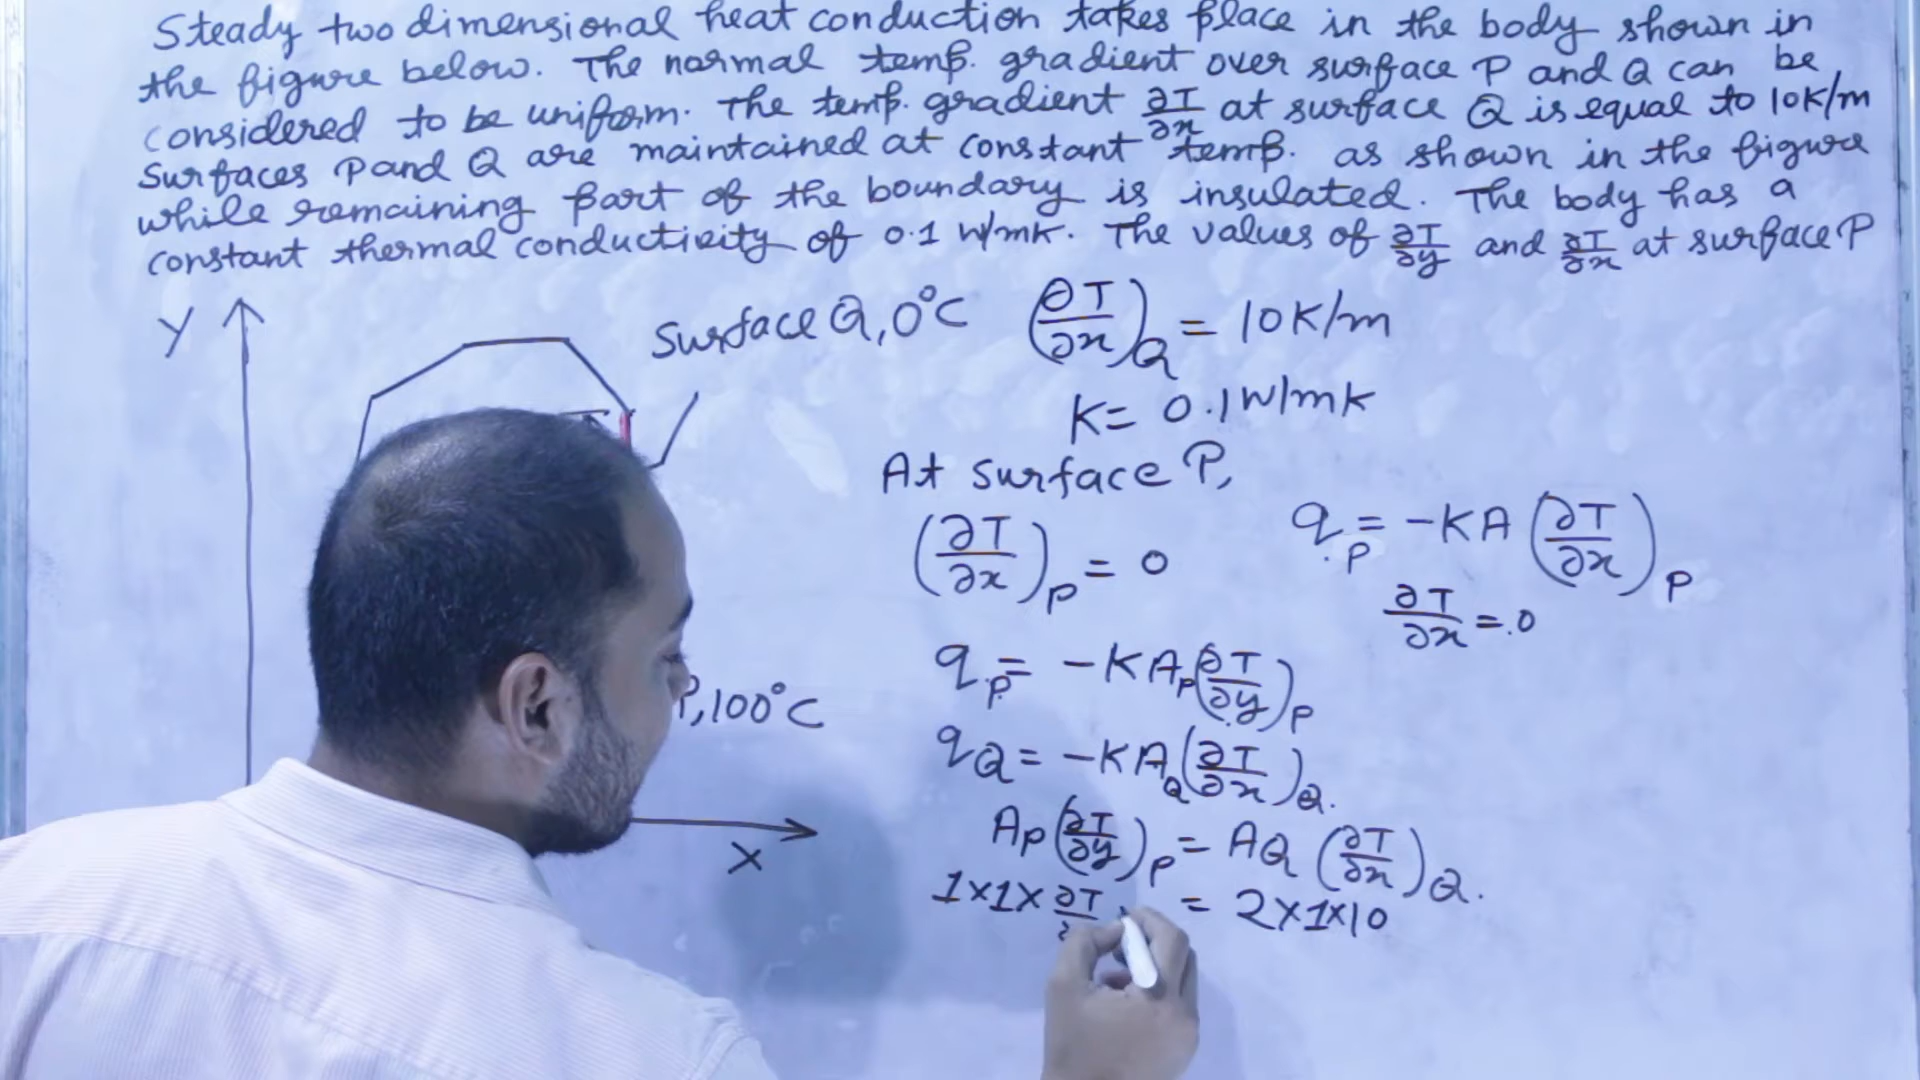 Steady two dimensional heat conduction takes place in the body shown in
the figure below. The normal temp. gradient over surface P and Q can be
considered to be uniform. The temp. gradient ∂T/∂x at surface Q is equal to 10K/m
Surfaces P and Q are maintained at constant temp. as shown in the figure
while remaining part of the boundary is insulated. The body has a
constant thermal conductivity of 0.1 W/mK. The values of ∂T/∂y and ∂T/∂x at surface P
Y
Surface Q, 0°C
(∂T/∂x)Q = 10K/m
K = 0.1 W/mK
At surface P,
(∂T/∂x)P = 0
qP = -KA (∂T/∂x)P
∂T/∂x = 0
qP = -KAP(∂T/∂y)P
P, 100°C
qQ = -KAQ(∂T/∂x)Q.
X
AP(∂T/∂y)P = AQ (∂T/∂x)Q.
1×1× ∂T = 2×1×10